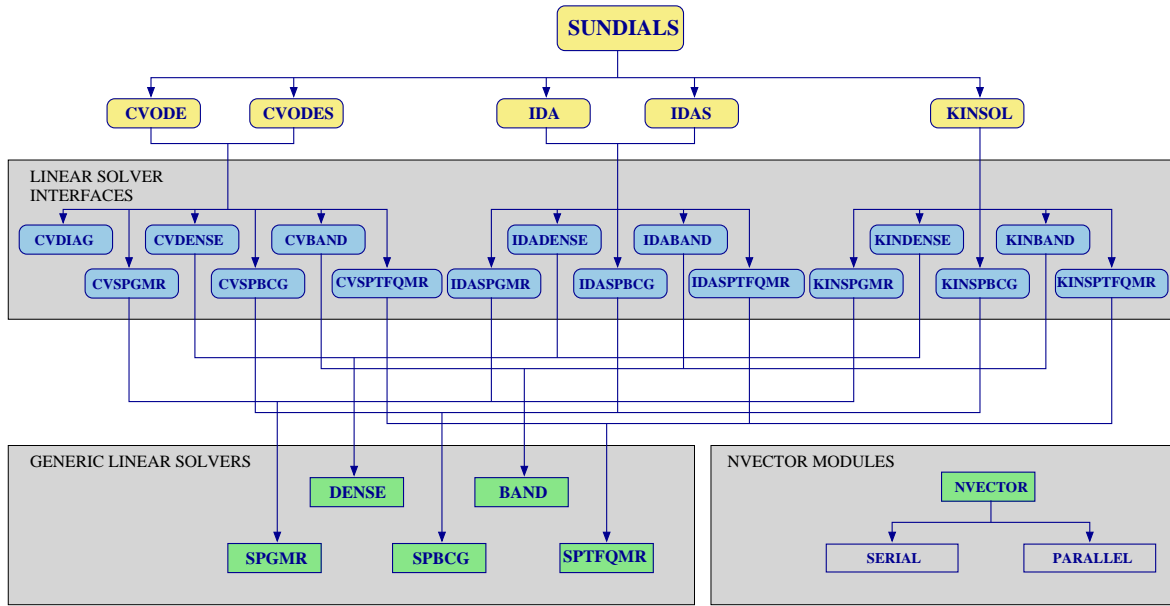 SUNDIALS
CVODE
CVODES
IDA
IDAS
KINSOL
LINEAR SOLVER
INTERFACES
CVDIAG
CVDENSE
CVBAND
IDADENSE
IDABAND
KINDENSE
KINBAND
CVSPGMR
CVSPBCG
CVSPTFQMR
IDASPGMR
IDASPBCG
IDASPTFQMR
KINSPGMR
KINSPBCG
KINSPTFQMR
GENERIC LINEAR SOLVERS
DENSE
BAND
SPGMR
SPBCG
SPTFQMR
NVECTOR MODULES
NVECTOR
SERIAL
PARALLEL